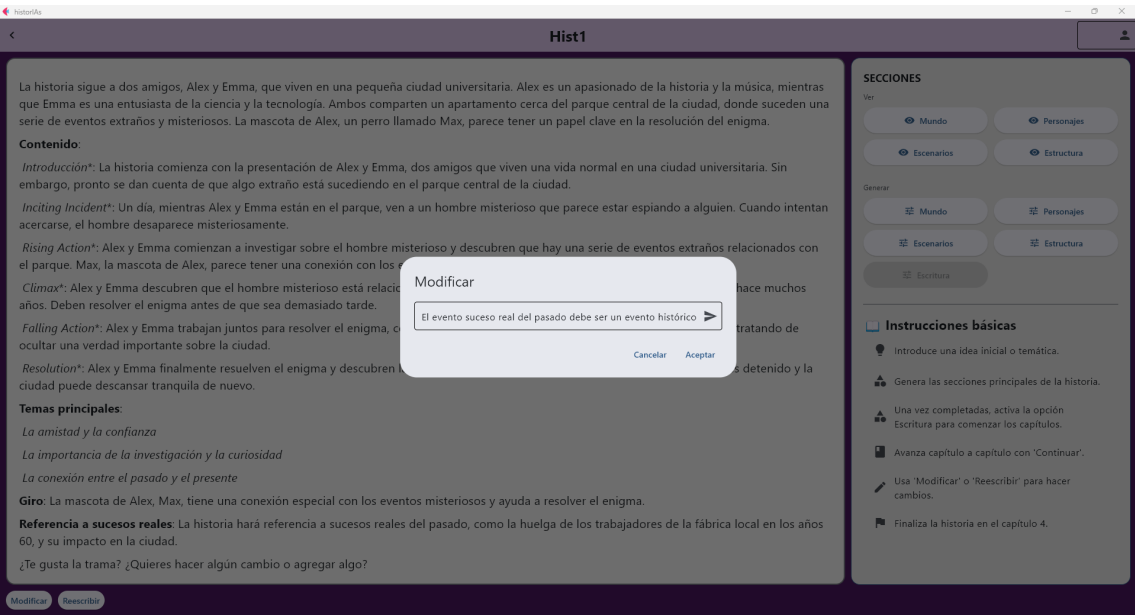 historIAs
Hist1
La historia sigue a dos amigos, Alex y Emma, que viven en una pequeña ciudad universitaria. Alex es un apasionado de la historia y la música, mientras
que Emma es una entusiasta de la ciencia y la tecnología. Ambos comparten un apartamento cerca del parque central de la ciudad, donde suceden una
serie de eventos extraños y misteriosos. La mascota de Alex, un perro llamado Max, parece tener un papel clave en la resolución del enigma.
Contenido:
Introducción*: La historia comienza con la presentación de Alex y Emma, dos amigos que viven una vida normal en una ciudad universitaria. Sin
embargo, pronto se dan cuenta de que algo extraño está sucediendo en el parque central de la ciudad.
Inciting Incident*: Un día, mientras Alex y Emma están en el parque, ven a un hombre misterioso que parece estar espiando a alguien. Cuando intentan
acercarse, el hombre desaparece misteriosamente.
Rising Action*: Alex y Emma comienzan a investigar sobre el hombre misterioso y descubren que hay una serie de eventos extraños relacionados con
el parque. Max, la mascota de Alex, parece tener una conexión con los
Climax*: Alex y Emma descubren que el hombre misterioso está hace muchos
años. Deben resolver el enigma antes de que sea demasiado tarde.
Falling Action*: Alex y Emma trabajan juntos para resolver el enigma, tratando de
ocultar una verdad importante sobre la ciudad.
Resolution*: Alex y Emma finalmente resuelven el enigma y descubren detenido y la
ciudad puede descansar tranquila de nuevo.
Temas principales:
La amistad y la confianza
La importancia de la investigación y la curiosidad
La conexión entre el pasado y el presente
Giro: La mascota de Alex, Max, tiene una conexión especial con los eventos misteriosos y ayuda a resolver el enigma.
Referencia a sucesos reales: La historia hará referencia a sucesos reales del pasado, como la huelga de los trabajadores de la fábrica local en los años
60, y su impacto en la ciudad.
¿Te gusta la trama? ¿Quieres hacer algún cambio o agregar algo?
Modificar
El evento suceso real del pasado debe ser un evento histórico
Cancelar Aceptar
SECCIONES
Ver
Mundo Personajes
Escenarios Estructura
Generar
Mundo Personajes
Escenarios Estructura
Escritura
Instrucciones básicas
Introduce una idea inicial o temática.
Genera las secciones principales de la historia.
Una vez completadas, activa la opción
Escritura para comenzar los capítulos.
Avanza capítulo a capítulo con 'Continuar'.
Usa 'Modificar' o 'Reescribir' para hacer
cambios.
Finaliza la historia en el capítulo 4.
Modificar Reescribir